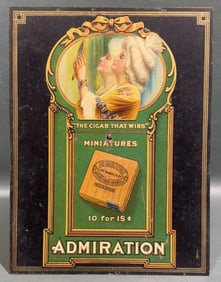 "THE CIGAR THAT WINS"
MINIATURES
10 for 15¢
ADMIRATION